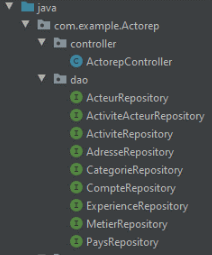 java
com.example.Actorep
controller
ActorepController
dao
ActeurRepository
ActiviteActeurRepository
ActiviteRepository
AdresseRepository
CategorieRepository
CompteRepository
ExperienceRepository
MetierRepository
PaysRepository